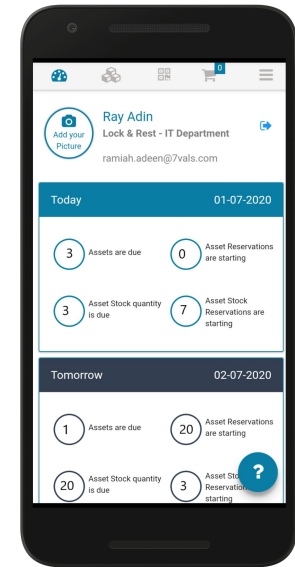 0
Add your
Picture
Ray Adin
Lock & Rest - IT Department
ramiah.adeen@7vals.com
Today 01-07-2020
3 Assets are due
0 Asset Reservations
are starting
3 Asset Stock quantity
is due
7 Asset Stock
Reservations are
starting
Tomorrow 02-07-2020
1 Assets are due
20 Asset Reservations
are starting
20 Asset Stock quantity
is due
3 Asset
starting
?